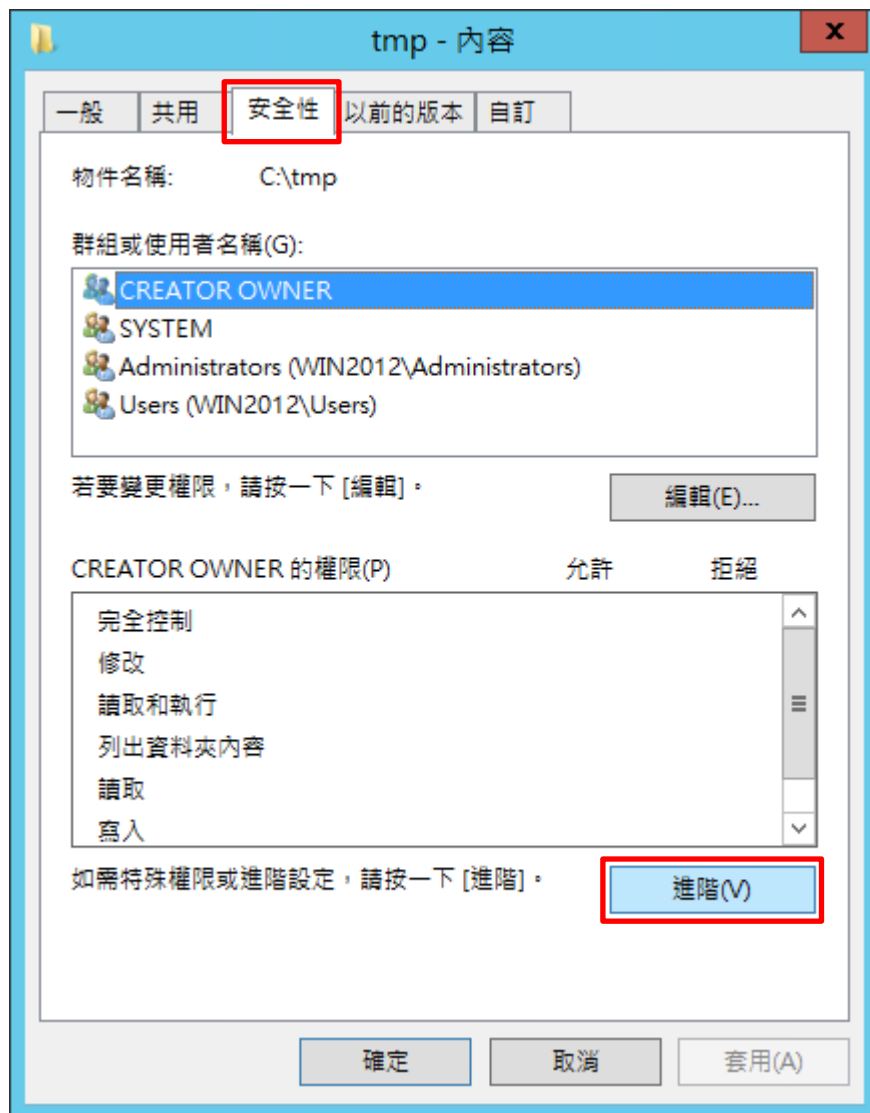 tmp - 內容
x
一般 共用 安全性 以前的版本 自訂
物件名稱: C:\tmp
群組或使用者名稱(G):
CREATOR OWNER
SYSTEM
Administrators (WIN2012\Administrators)
Users (WIN2012\Users)
若要變更權限，請按一下 [編輯]。
編輯(E)...
CREATOR OWNER 的權限(P) 允許 拒絕
完全控制
修改
讀取和執行
列出資料夾內容
讀取
寫入
如需特殊權限或進階設定，請按一下 [進階]。
進階(V)
確定 取消 套用(A)